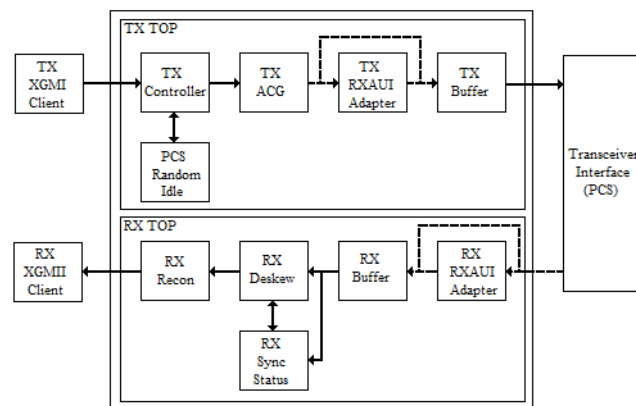 TX TOP
TX
XGMI
Client
TX
Controller
TX
ACG
TX
RXAUI
Adapter
TX
Buffer
PCS
Random
Idle
Transceiver
Interface
(PCS)
RX TOP
RX
XGMII
Client
RX
Recon
RX
Deskew
RX
Buffer
RX
RXAUI
Adapter
RX
Sync
Status